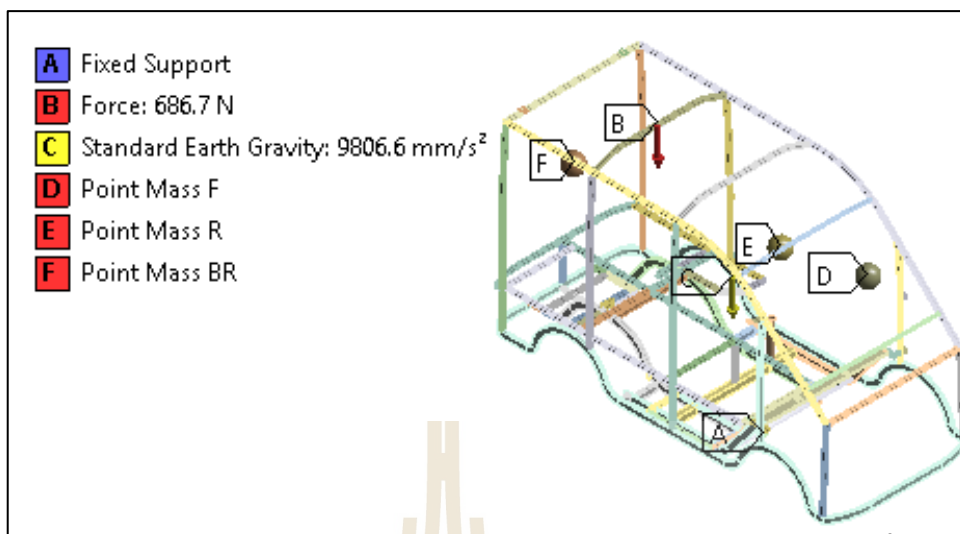 A Fixed Support
B Force: 686.7 N
C Standard Earth Gravity: 9806.6 mm/s²
D Point Mass F
E Point Mass R
F Point Mass BR
B
F
E
D
C
A